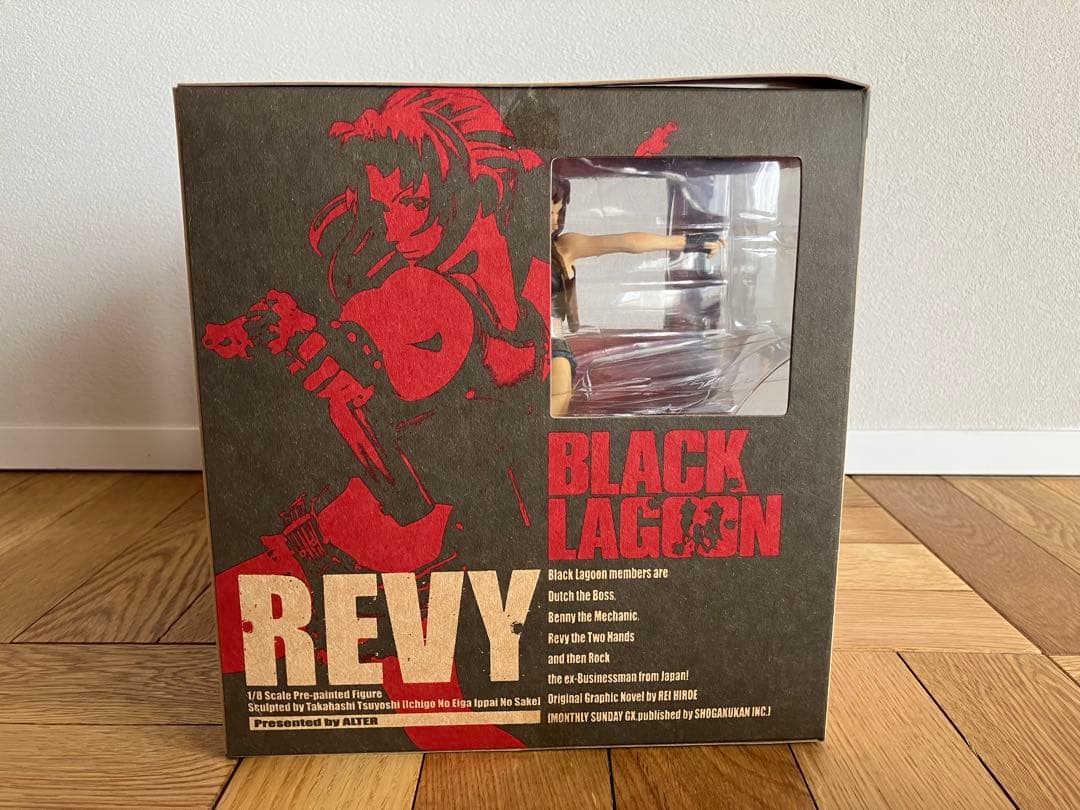 BLACK
LAGOON
REVY
1/8 Scale Pre-painted Figure
Sculpted by Takahashi Tsuyoshi [Ichigo No Eiga Ippai No Sake]
Presented by ALTER
Black Lagoon members are
Dutch the Boss.
Benny the Mechanic.
Revy the Two Hands
and then Rock
the ex-Businessman from Japan!
Original Graphic Novel by REI HIROE
[MONTHLY SUNDAY GX.published by SHOGAKUKAN INC.]